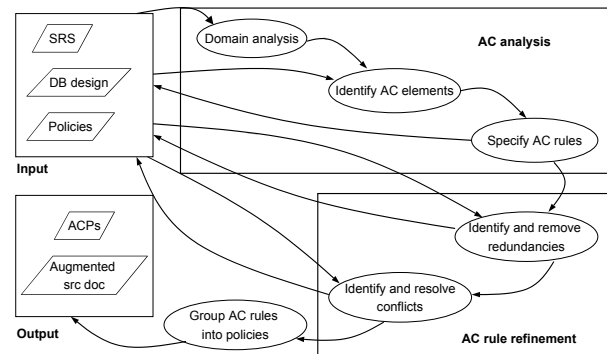 SRS
DB design
Policies
Input
Domain analysis
AC analysis
Identify AC elements
Specify AC rules
ACPs
Augmented
src doc
Output
Identify and remove
redundancies
Identify and resolve
conflicts
Group AC rules
into policies
AC rule refinement